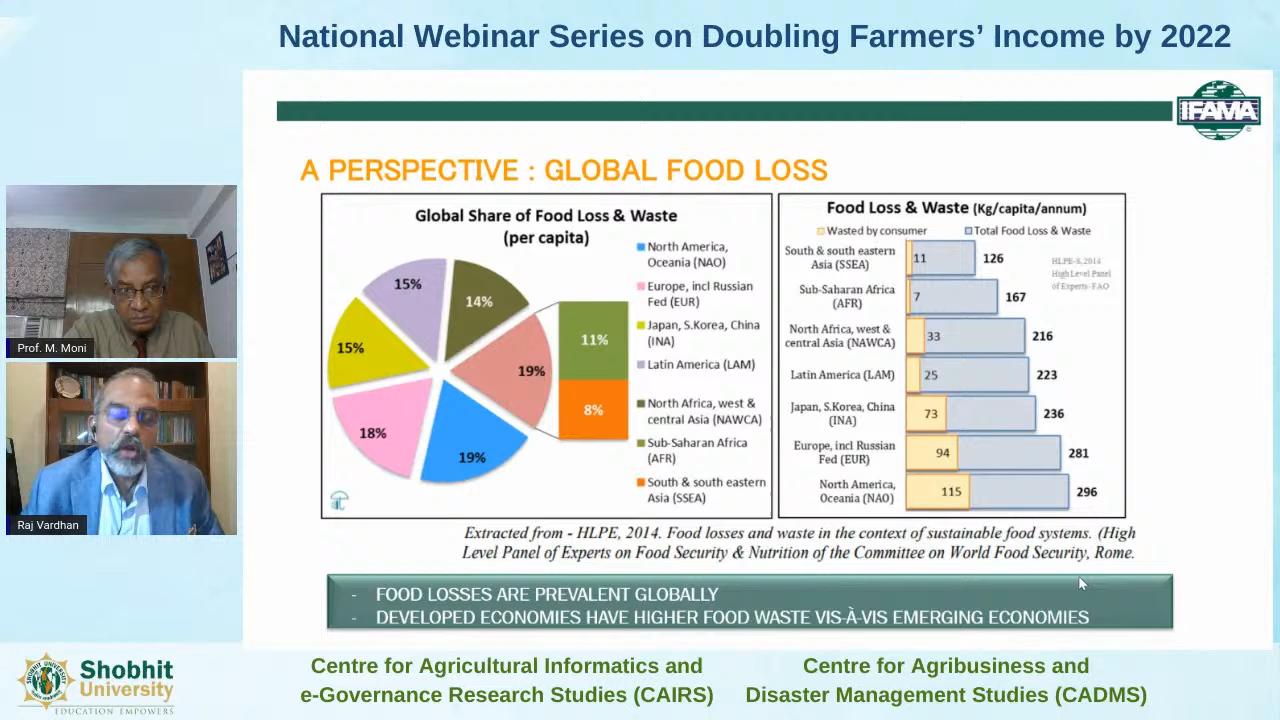 National Webinar Series on Doubling Farmers' Income by 2022
IFAMA
A PERSPECTIVE : GLOBAL FOOD LOSS
Global Share of Food Loss & Waste
(per capita)
15%
14%
15%
19%
18%
19%
11%
8%
North America,
Oceania (NAO)
Europe, incl Russian
Fed (EUR)
Japan, S.Korea, China
(INA)
Latin America (LAM)
North Africa, west &
central Asia (NAWCA)
Sub-Saharan Africa
(AFR)
South & south eastern
Asia (SSEA)
Food Loss & Waste (Kg/capita/annum)
Wasted by consumer Total Food Loss & Waste
South & south eastern
Asia (SSEA)
11 126
HLPE-8, 2014
High Level Panel
of Experts-FAO
Sub-Saharan Africa
(AFR)
7 167
North Africa, west &
central Asia (NAWCA)
33 216
Latin America (LAM) 25 223
Japan, S.Korea, China
(INA)
73 236
Europe, incl Russian
Fed (EUR)
94 281
North America,
Oceania (NAO)
115 296
Extracted from - HLPE, 2014. Food losses and waste in the context of sustainable food systems. (High
Level Panel of Experts on Food Security & Nutrition of the Committee on World Food Security, Rome.
- FOOD LOSSES ARE PREVALENT GLOBALLY
- DEVELOPED ECONOMIES HAVE HIGHER FOOD WASTE VIS-À-VIS EMERGING ECONOMIES
Prof. M. Moni
Raj Vardhan
Shobhit
University
EDUCATION EMPOWERS
Centre for Agricultural Informatics and
e-Governance Research Studies (CAIRS)
Centre for Agribusiness and
Disaster Management Studies (CADMS)